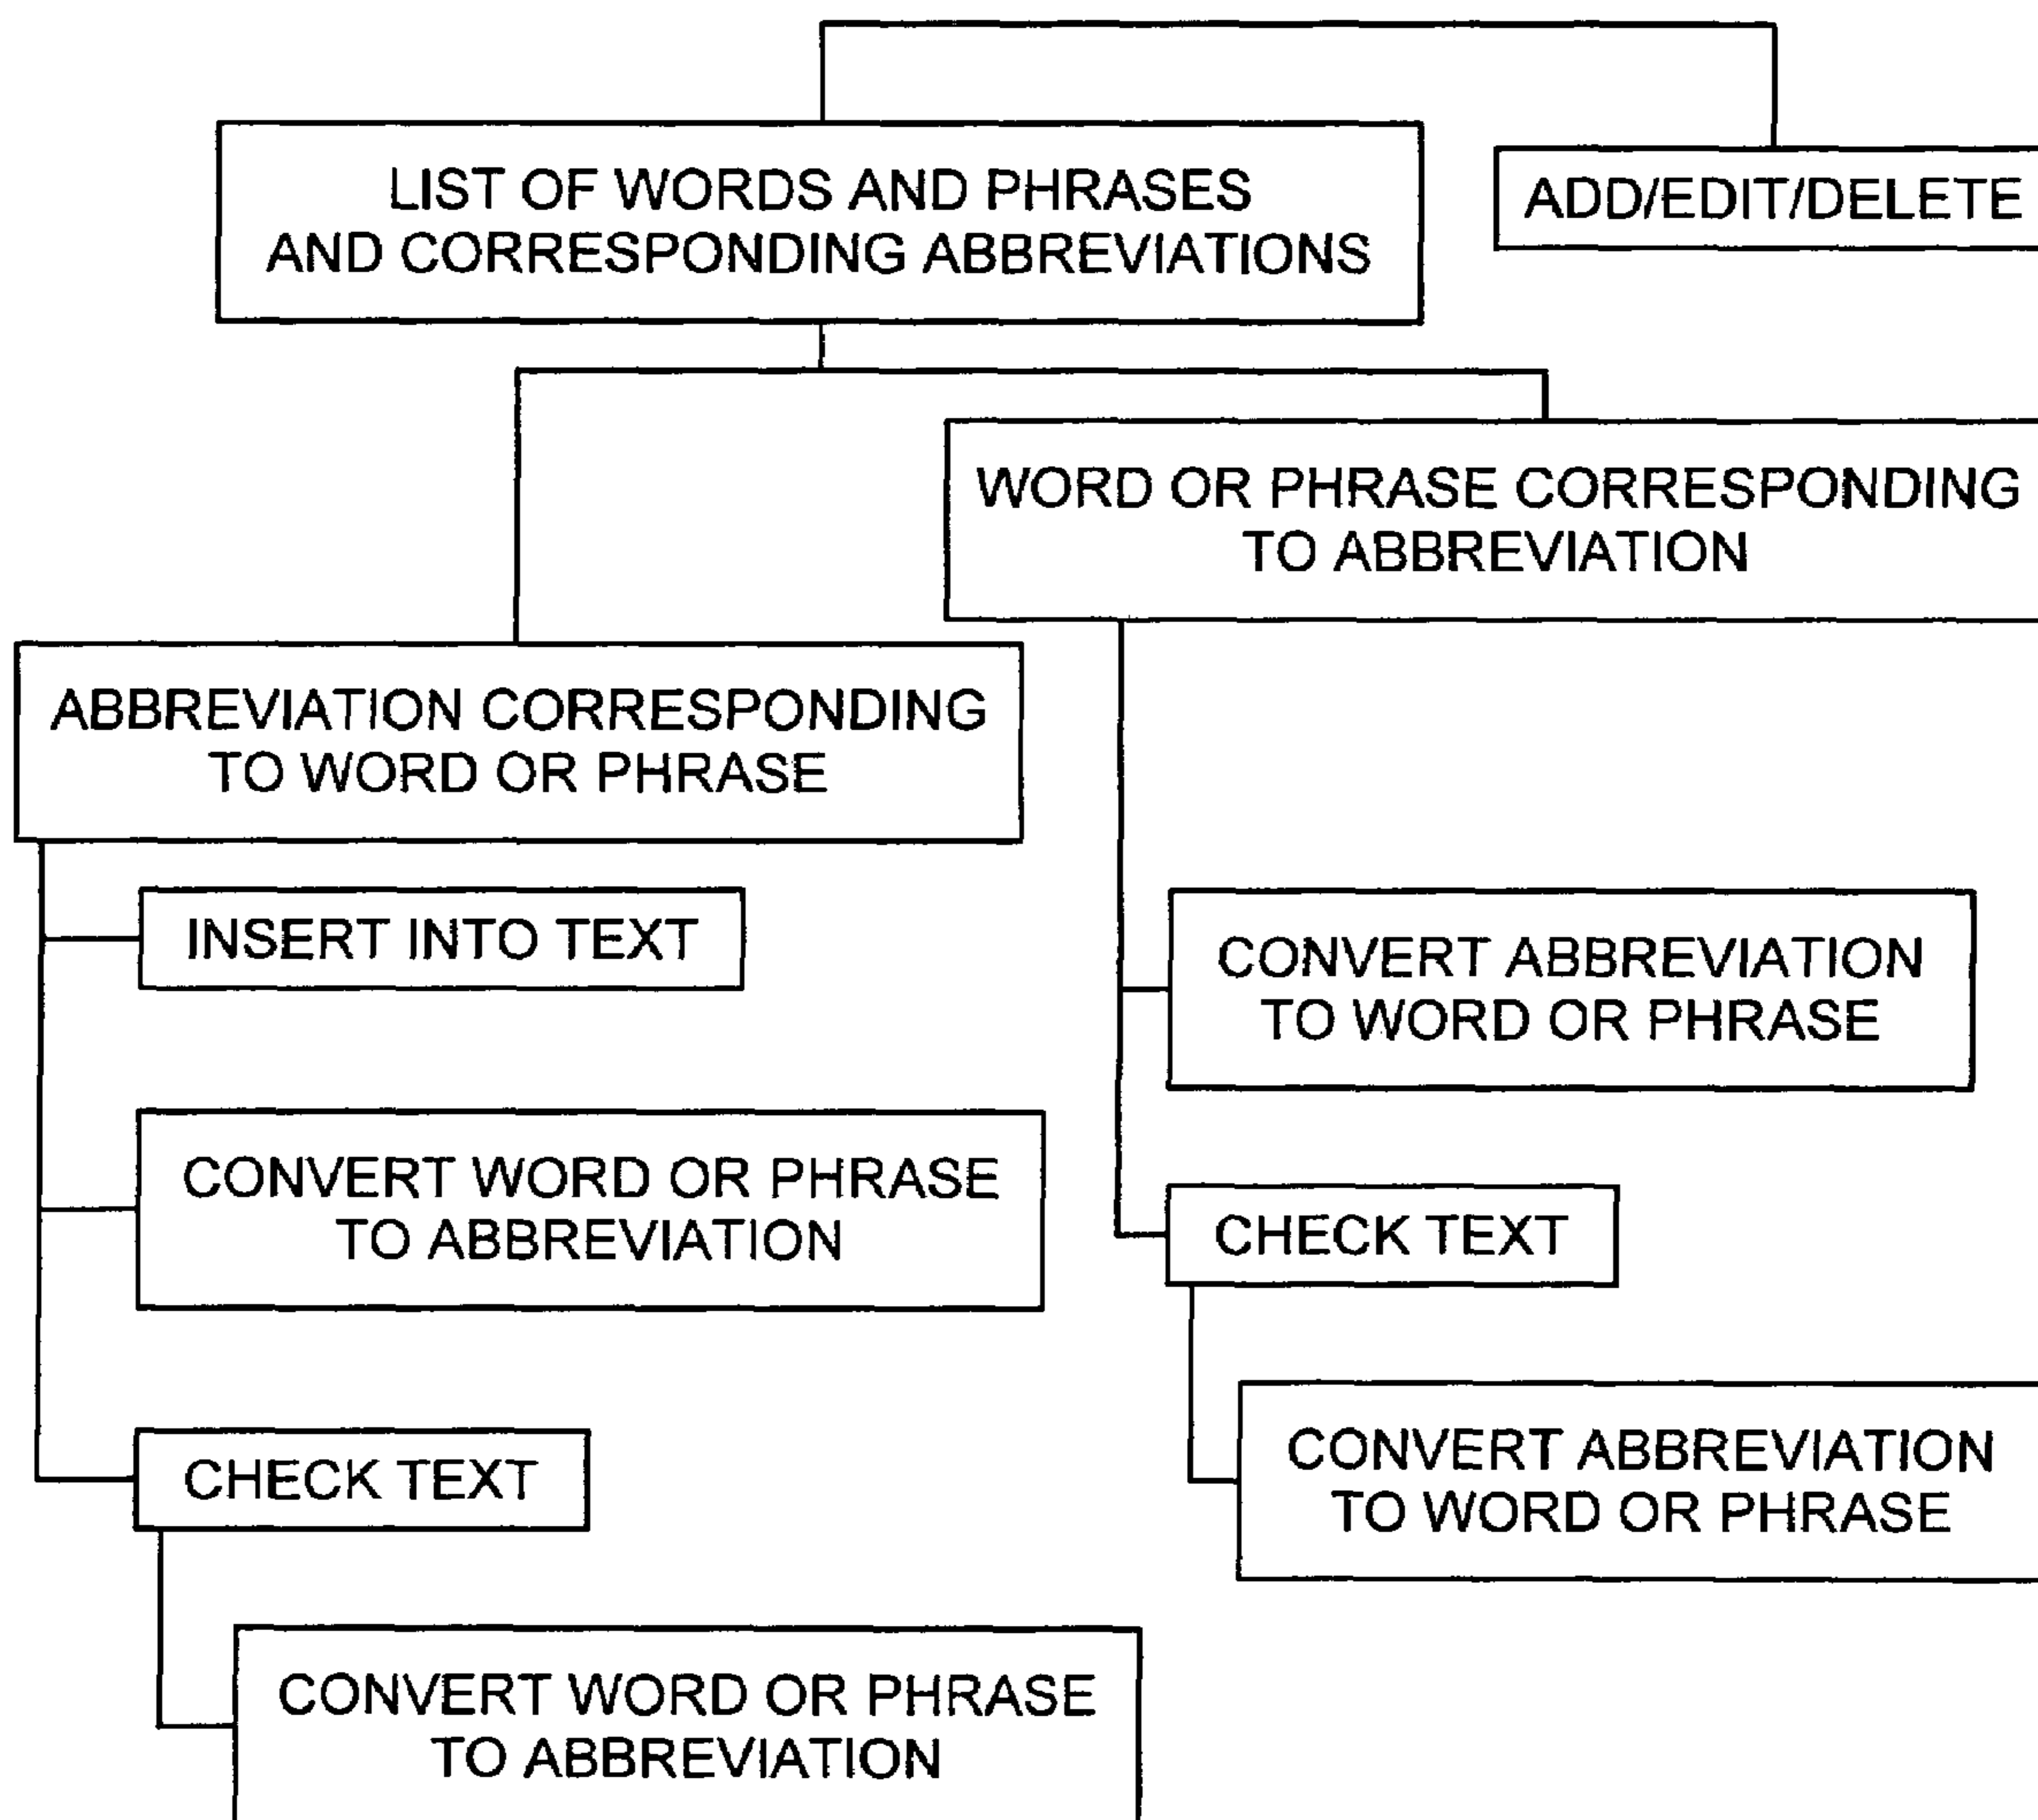 LIST OF WORDS AND PHRASES
AND CORRESPONDING ABBREVIATIONS
ADD/EDIT/DELETE
WORD OR PHRASE CORRESPONDING
TO ABBREVIATION
ABBREVIATION CORRESPONDING
TO WORD OR PHRASE
INSERT INTO TEXT
CONVERT WORD OR PHRASE
TO ABBREVIATION
CHECK TEXT
CONVERT WORD OR PHRASE
TO ABBREVIATION
CONVERT ABBREVIATION
TO WORD OR PHRASE
CHECK TEXT
CONVERT ABBREVIATION
TO WORD OR PHRASE